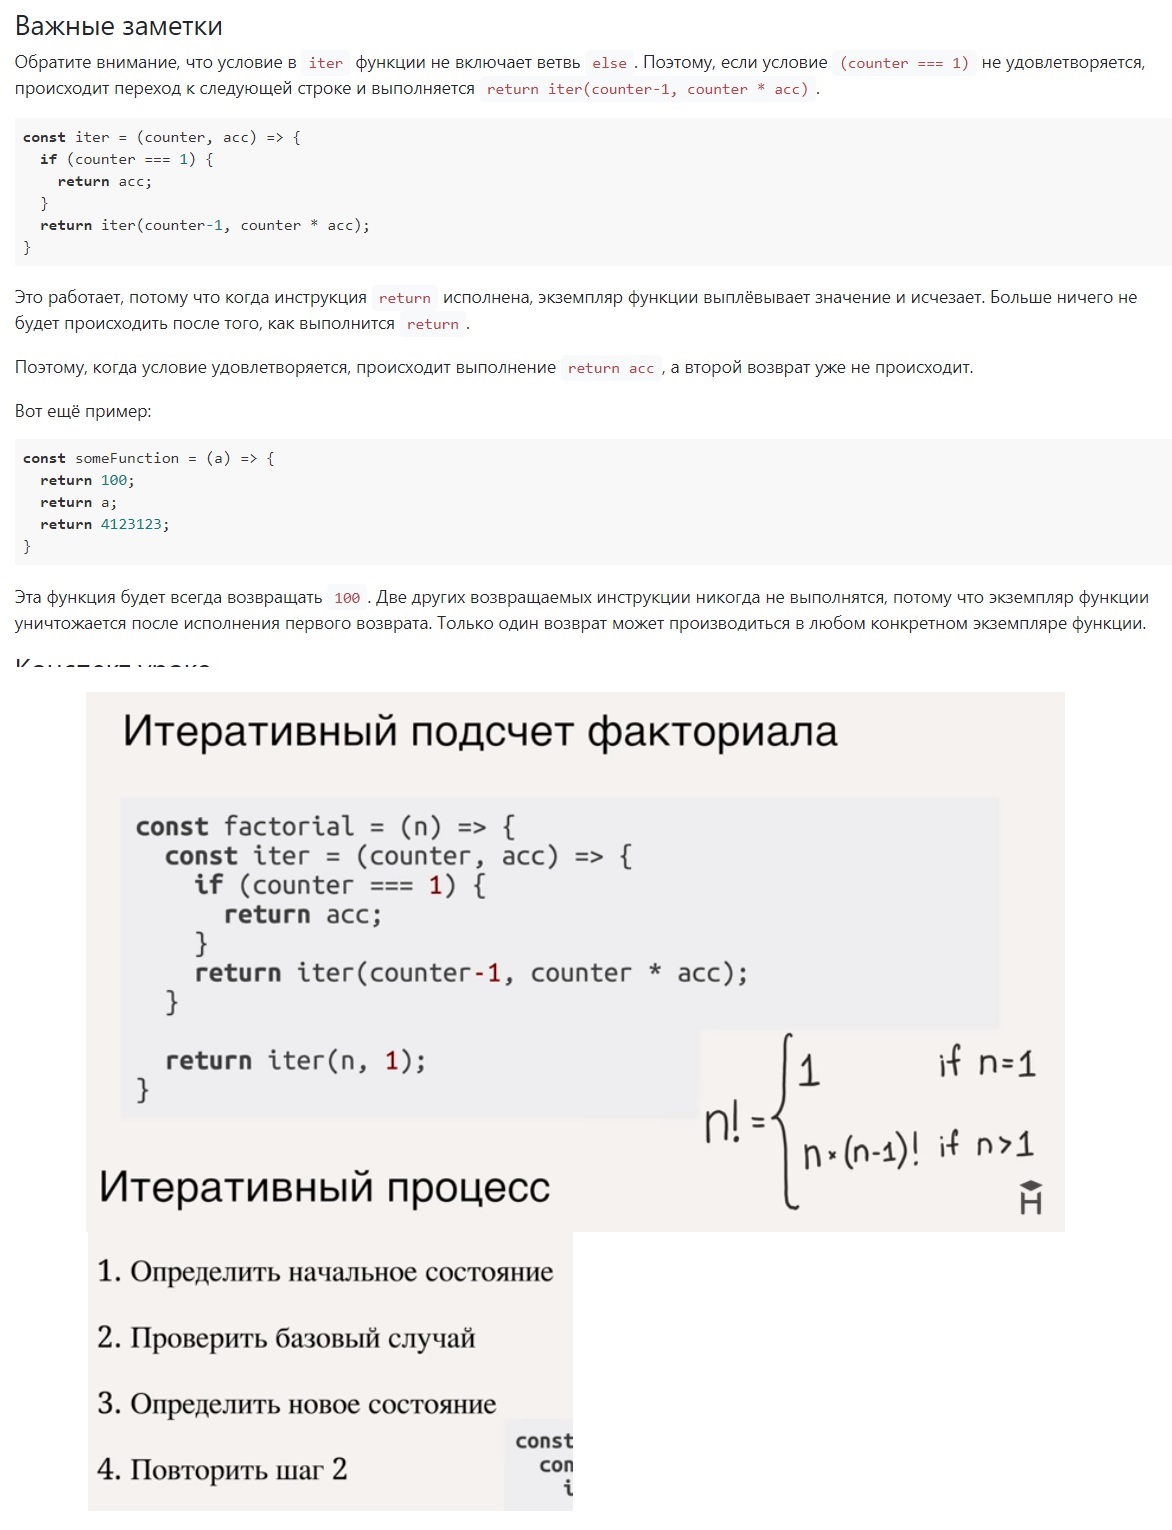 Важные заметки
Обратите внимание, что условие в iter функции не включает ветвь else . Поэтому, если условие (counter === 1) не удовлетворяется,
происходит переход к следующей строке и выполняется return iter(counter-1, counter * acc) .
const iter = (counter, acc) => {
  if (counter === 1) {
    return acc;
  }
  return iter(counter-1, counter * acc);
}
Это работает, потому что когда инструкция return исполнена, экземпляр функции выплёвывает значение и исчезает. Больше ничего не
будет происходить после того, как выполнится return .
Поэтому, когда условие удовлетворяется, происходит выполнение return acc , а второй возврат уже не происходит.
Вот ещё пример:
const someFunction = (a) => {
  return 100;
  return a;
  return 4123123;
}
Эта функция будет всегда возвращать 100 . Две других возвращаемых инструкции никогда не выполнятся, потому что экземпляр функции
уничтожается после исполнения первого возврата. Только один возврат может производиться в любом конкретном экземпляре функции.
Конспект урока
Итеративный подсчет факториала
const factorial = (n) => {
  const iter = (counter, acc) => {
    if (counter === 1) {
      return acc;
    }
    return iter(counter-1, counter * acc);
  }
  return iter(n, 1);
}
n! = { 1 if n=1
n × (n-1)! if n>1
H
Итеративный процесс
1. Определить начальное состояние
2. Проверить базовый случай
3. Определить новое состояние
4. Повторить шаг 2
const
con
i